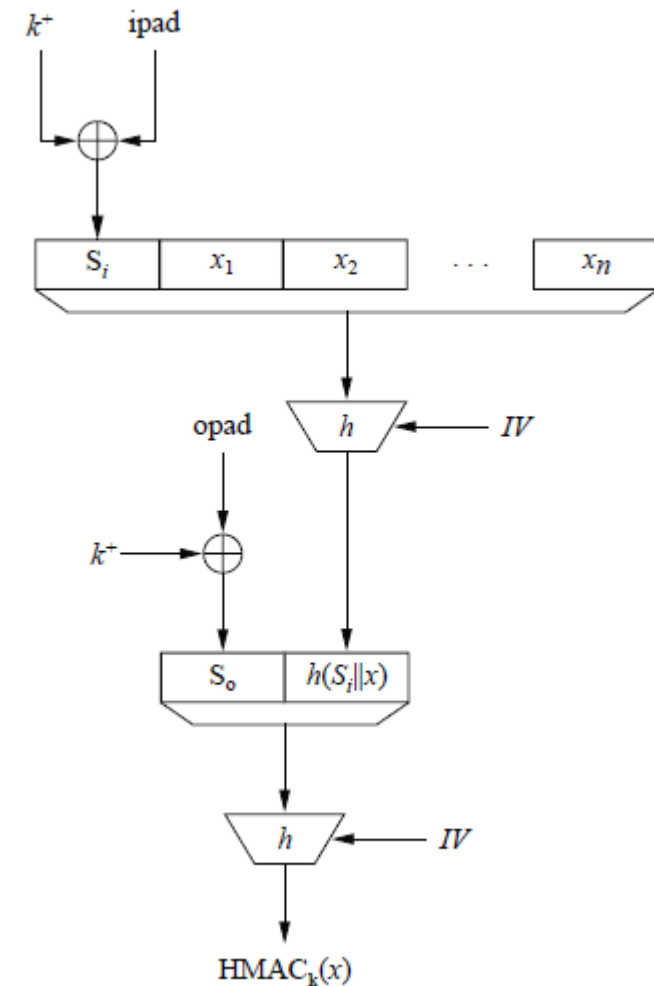 k⁺ ipad
Sᵢ x₁ x₂ . . . xₙ
opad h IV
k⁺
Sₒ h(Sᵢ||x)
h IV
HMACₖ(x)